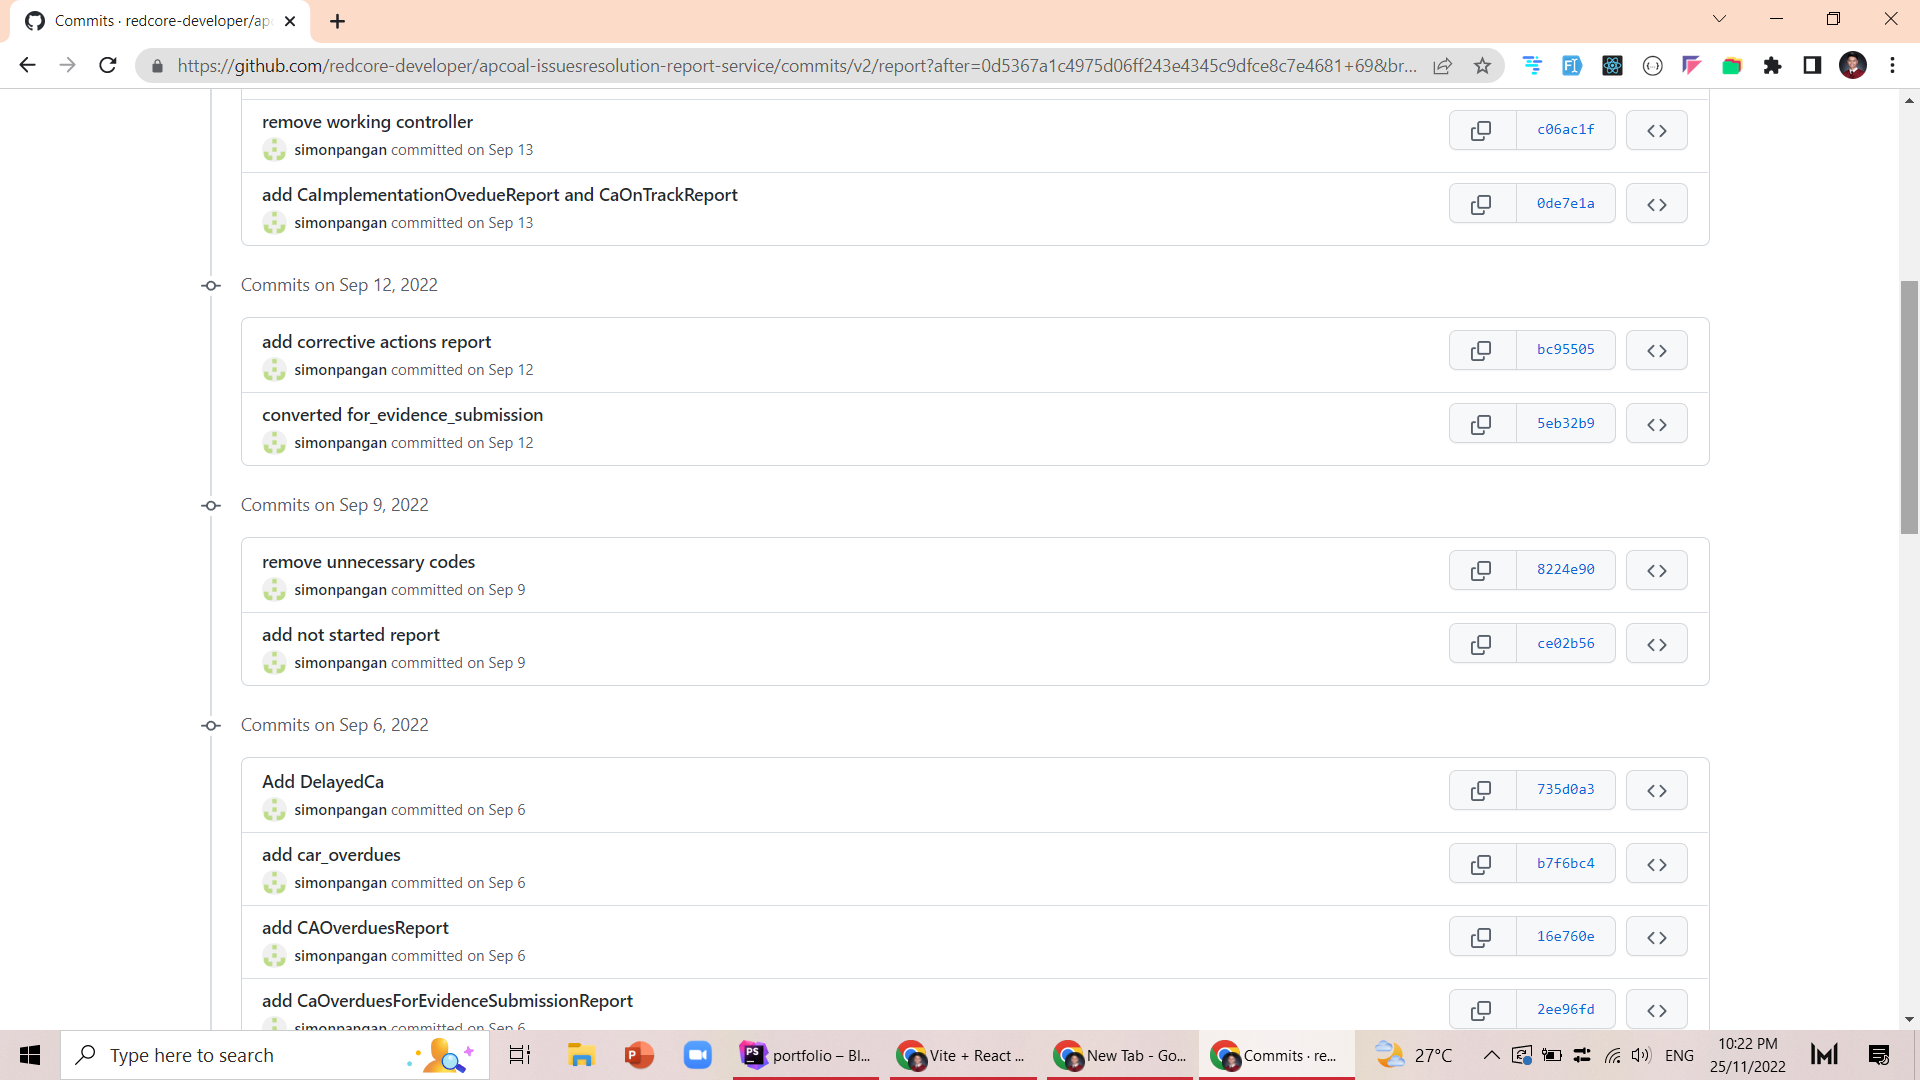 Commits · redcore-developer/apc
https://github.com/redcore-developer/apcoal-issuesresolution-report-service/commits/v2/report?after=0d5367a1c4975d06ff243e4345c9dfce8c7e4681+69&br...
remove working controller
simonpangan committed on Sep 13
c06ac1f
add CaImplementationOvedueReport and CaOnTrackReport
simonpangan committed on Sep 13
0de7e1a
Commits on Sep 12, 2022
add corrective actions report
simonpangan committed on Sep 12
bc95505
converted for_evidence_submission
simonpangan committed on Sep 12
5eb32b9
Commits on Sep 9, 2022
remove unnecessary codes
simonpangan committed on Sep 9
8224e90
add not started report
simonpangan committed on Sep 9
ce02b56
Commits on Sep 6, 2022
Add DelayedCa
simonpangan committed on Sep 6
735d0a3
add car_overdues
simonpangan committed on Sep 6
b7f6bc4
add CAOverduesReport
simonpangan committed on Sep 6
16e760e
add CaOverduesForEvidenceSubmissionReport
simonpangan committed on Sep 6
2ee96fd
Type here to search
portfolio – Bl...
Vite + React ...
New Tab - Go...
Commits · re...
27°C
ENG
10:22 PM
25/11/2022